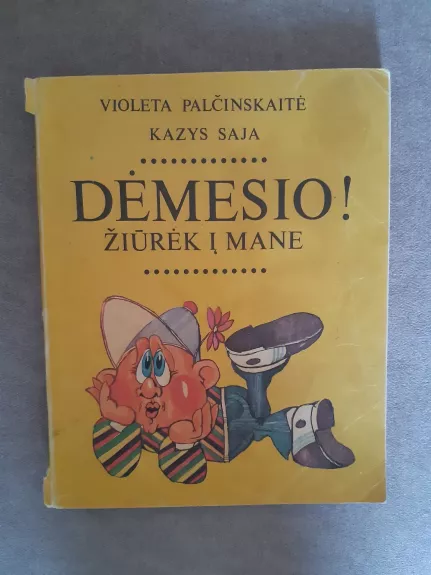 VIOLETA PALČINSKAITĖ
KAZYS SAJA
DĖMESIO!
ŽIŪRĖK Į MANE